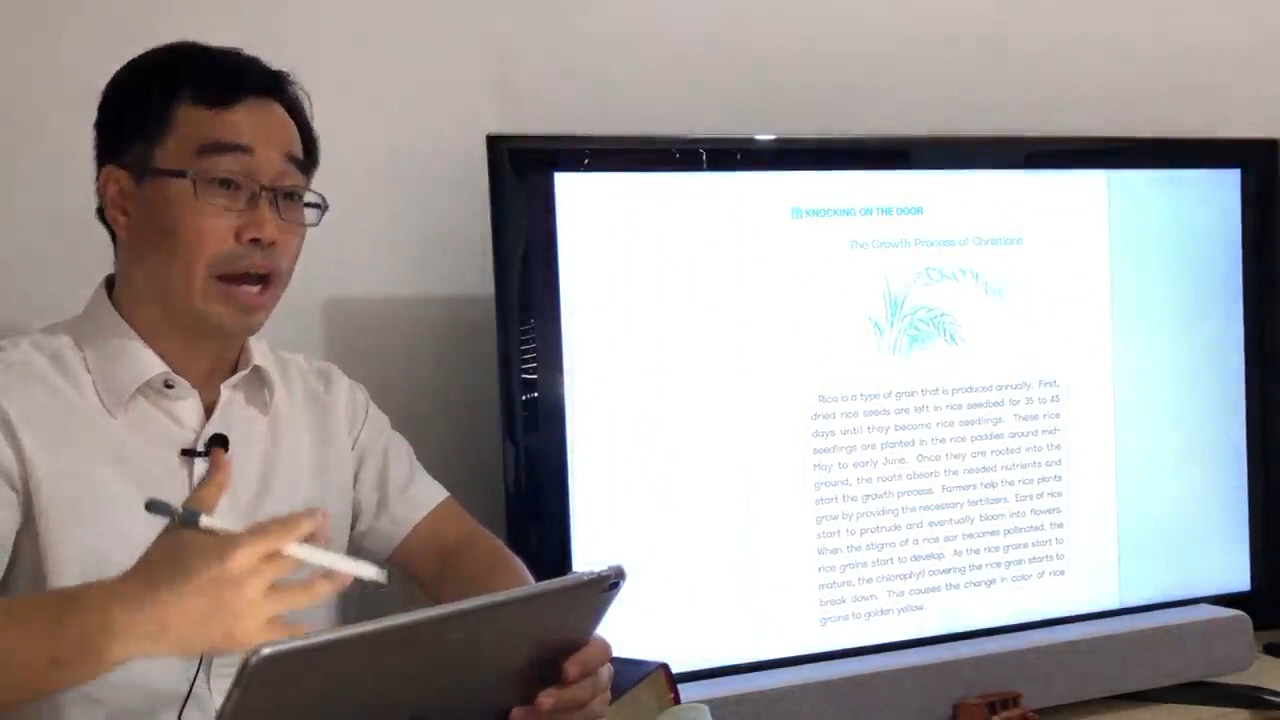 KNOCKING ON THE DOOR
The Growth Process of Christians
Rice is a type of grain that is produced annually. First,
dried rice seeds are left in rice seedbed for 35 to 45
days until they become rice seedlings. These rice
seedlings are planted in the rice paddies around mid-
May to early June. Once they are rooted into the
ground, the roots absorb the needed nutrients and
start the growth process. Farmers help the rice plants
grow by providing the necessary fertilizers. Ears of rice
start to protrude and eventually bloom into flowers.
When the stigma of a rice ear becomes pollinated, the
rice grains start to develop. As the rice grains start to
mature, the chlorophyll covering the rice grain starts to
break down. This causes the change in color of rice
grains to golden yellow.